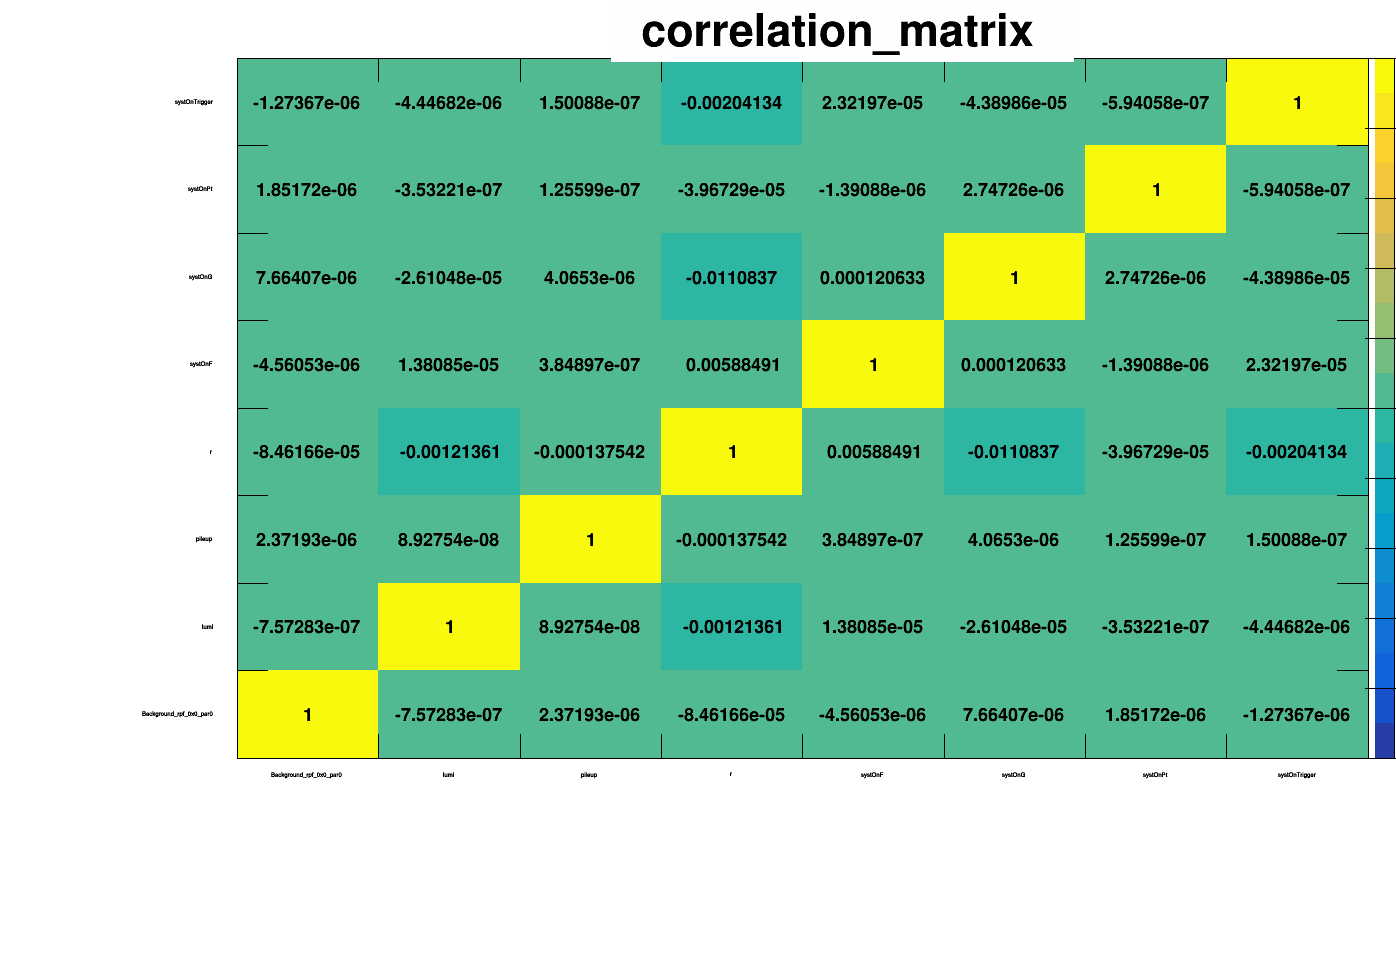 correlation_matrix
systOnTrigger -1.27367e-06 -4.44682e-06 1.50088e-07 -0.00204134 2.32197e-05 -4.38986e-05 -5.94058e-07 1
systOnPt 1.85172e-06 -3.53221e-07 1.25599e-07 -3.96729e-05 -1.39088e-06 2.74726e-06 1 -5.94058e-07
systOnG 7.66407e-06 -2.61048e-05 4.0653e-06 -0.0110837 0.000120633 1 2.74726e-06 -4.38986e-05
systOnF -4.56053e-06 1.38085e-05 3.84897e-07 0.00588491 1 0.000120633 -1.39088e-06 2.32197e-05
r -8.46166e-05 -0.00121361 -0.000137542 1 0.00588491 -0.0110837 -3.96729e-05 -0.00204134
pileup 2.37193e-06 8.92754e-08 1 -0.000137542 3.84897e-07 4.0653e-06 1.25599e-07 1.50088e-07
lumi -7.57283e-07 1 8.92754e-08 -0.00121361 1.38085e-05 -2.61048e-05 -3.53221e-07 -4.44682e-06
Background_rpf_0x0_par0 1 -7.57283e-07 2.37193e-06 -8.46166e-05 -4.56053e-06 7.66407e-06 1.85172e-06 -1.27367e-06
Background_rpf_0x0_par0 lumi pileup r systOnF systOnG systOnPt systOnTrigger